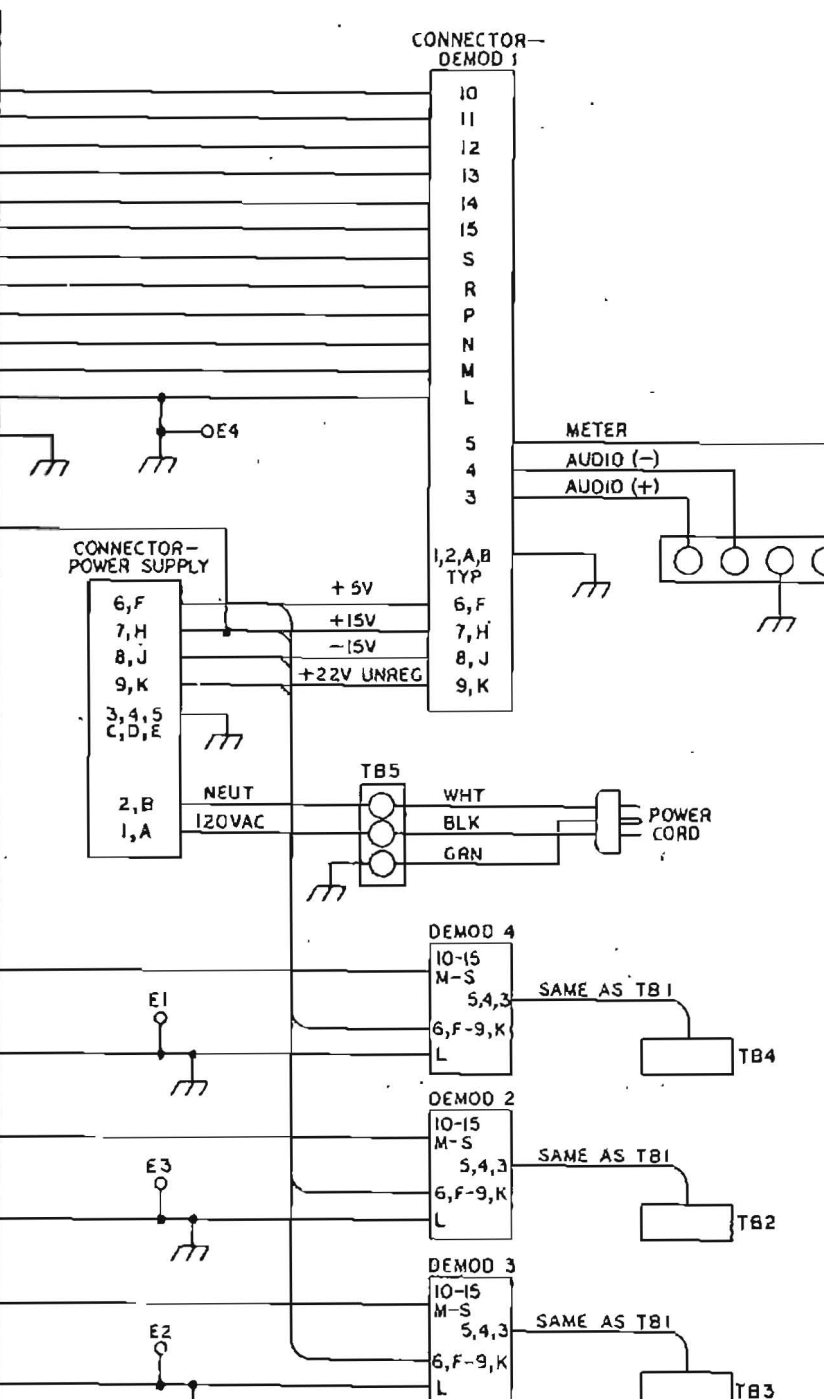 CONNECTOR—
DEMOD 1
10
11
12
13
14
15
S
R
P
N
M
L
E4
5
METER
4
AUDIO (-)
3
AUDIO (+)
1,2,A,B
TYP
CONNECTOR—
POWER SUPPLY
6,F
+5V
6,F
7,H
+15V
7,H
8,J
-15V
8,J
9,K
+22V UNREG
9,K
3,4,5
C,D,E
TB5
2,B
NEUT
WHT
1,A
120VAC
BLK
GRN
POWER
CORD
DEMOD 4
10-15
M-S
5,4,3
SAME AS TB1
E1
6,F-9,K
L
TB4
DEMOD 2
10-15
M-S
5,4,3
SAME AS TB1
E3
6,F-9,K
L
TB2
DEMOD 3
10-15
M-S
5,4,3
SAME AS TB1
E2
6,F-9,K
L
TB3